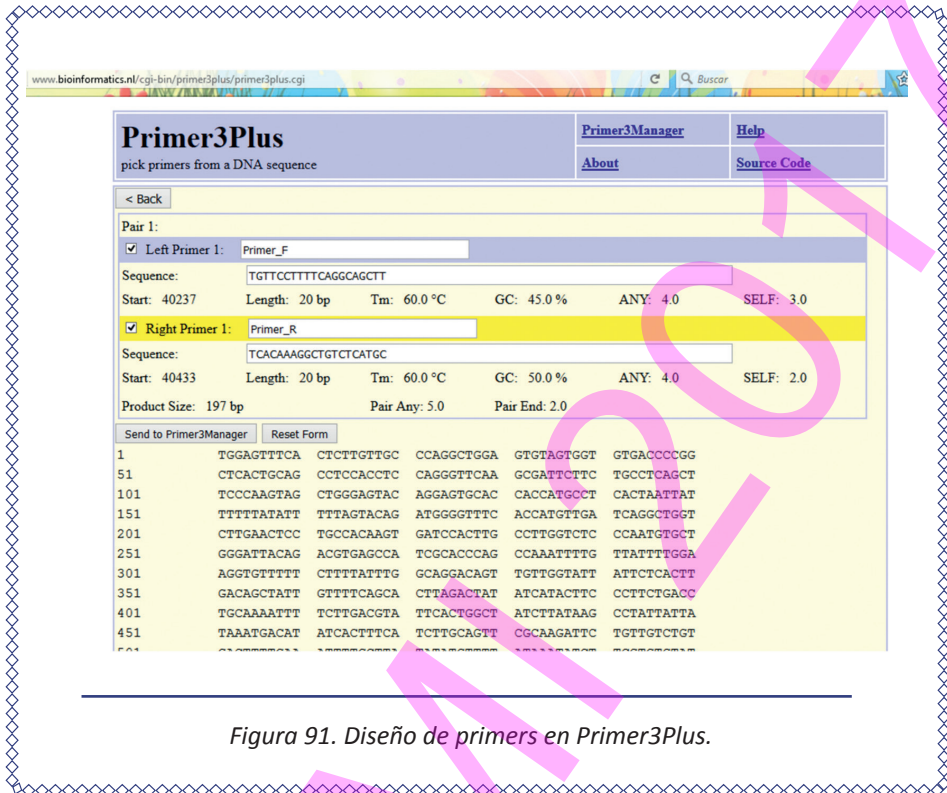 www.bioinformatics.nl/cgi-bin/primer3plus/primer3plus.cgi C Buscar
Primer3Plus Primer3Manager Help
pick primers from a DNA sequence About Source Code
< Back
Pair 1:
Left Primer 1: Primer_F
Sequence: TGTTCCTTTTCAGGCAGCTT
Start: 40237 Length: 20 bp Tm: 60.0 °C GC: 45.0 % ANY: 4.0 SELF: 3.0
Right Primer 1: Primer_R
Sequence: TCACAAAGGCTGTCTCATGC
Start: 40433 Length: 20 bp Tm: 60.0 °C GC: 50.0 % ANY: 4.0 SELF: 2.0
Product Size: 197 bp Pair Any: 5.0 Pair End: 2.0
Send to Primer3Manager Reset Form
1 TGGAGTTTCA CTCTTGTTGC CCAGGCTGGA GTGTAGTGGT GTGACCCCGG
51 CTCACTGCAG CCTCCACCTC CAGGGTTCAA GCGATTCTTC TGCCTCAGCT
101 TCCCAAGTAG CTGGGAGTAC AGGAGTGCAC CACCATGCCT CACTAATTAT
151 TTTTTATATT TTTAGTACAG ATGGGGTTTC ACCATGTTGA TCAGGCTGGT
201 CTTGAACTCC TGCCACAAGT GATCCACTTG CCTTGGTCTC CCAATGTGCT
251 GGGATTACAG ACGTGAGCCA TCGCACCCAG CCAAATTTTG TTATTTTGGA
301 AGGTGTTTTT CTTTTATTTG GCAGGACAGT TGTTGGTATT ATTCTCACTT
351 GACAGCTATT GTTTTCAGCA CTTAGACTAT ATCATACTTC CCTTCTGACC
401 TGCAAAATTT TCTTGACGTA TTCACTGGCT ATCTTATAAG CCTATTATTA
451 TAAATGACAT ATCACTTTCA TCTTGCAGTT CGCAAGATTC TGTTGTCTGT
Figura 91. Diseño de primers en Primer3Plus.